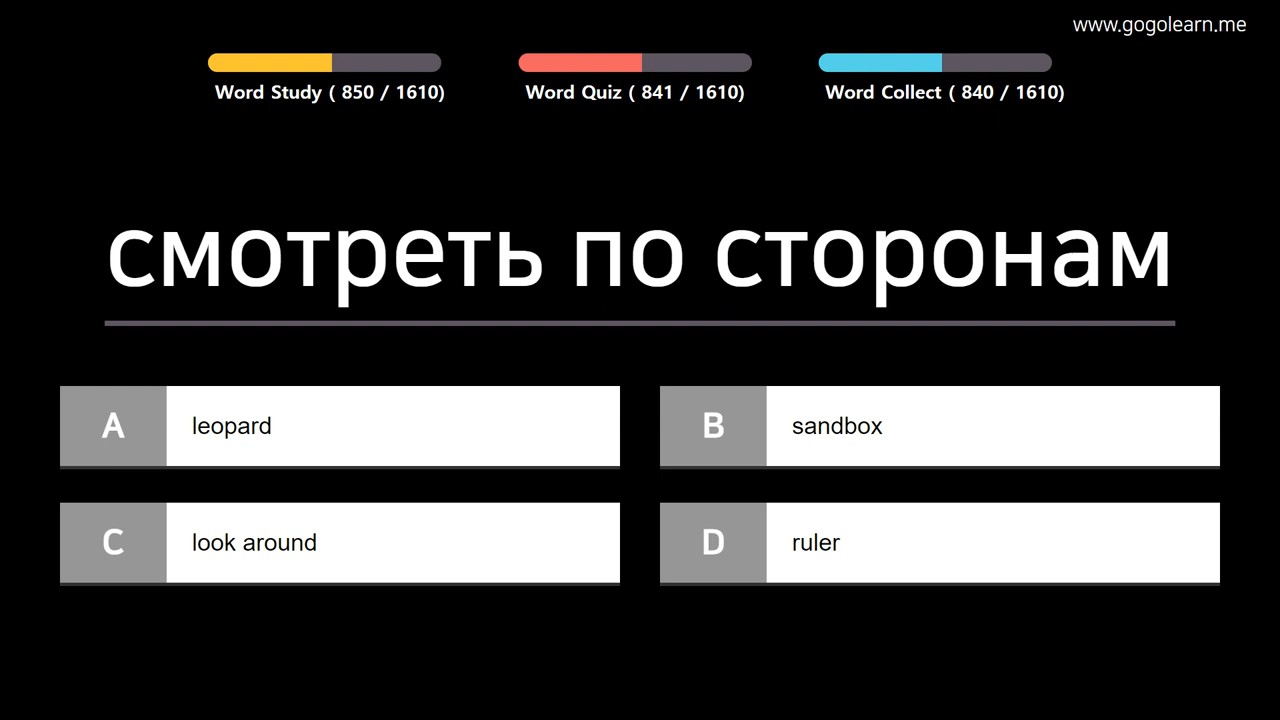 www.gogolearn.me
Word Study ( 850 / 1610)
Word Quiz ( 841 / 1610)
Word Collect ( 840 / 1610)
смотреть по сторонам
A leopard
B sandbox
C look around
D ruler